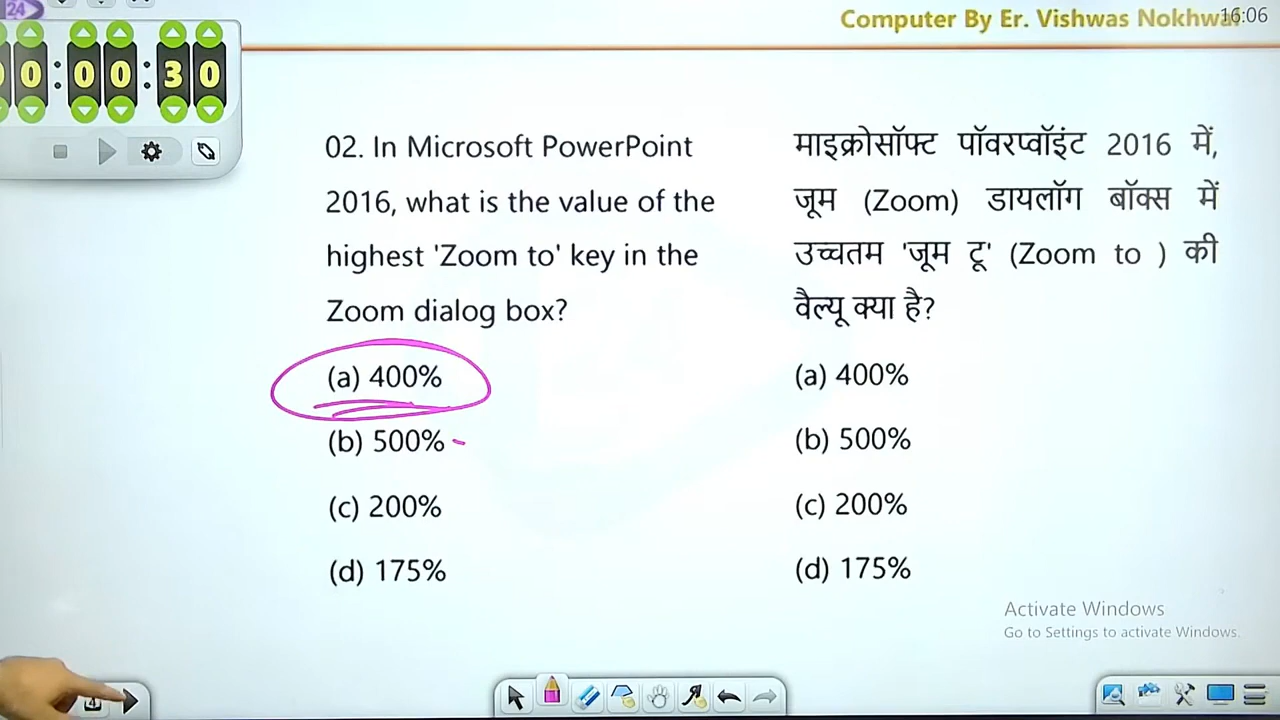 24
Computer By Er. Vishwas Nokhwal
16:06
0:00:30
02. In Microsoft PowerPoint
2016, what is the value of the
highest 'Zoom to' key in the
Zoom dialog box?
(a) 400%
(b) 500%
(c) 200%
(d) 175%
माइक्रोसॉफ्ट पॉवरप्वॉइंट 2016 में,
जूम (Zoom) डायलॉग बॉक्स में
उच्चतम 'जूम टू' (Zoom to ) की
वैल्यू क्या है?
(a) 400%
(b) 500%
(c) 200%
(d) 175%
Activate Windows
Go to Settings to activate Windows.